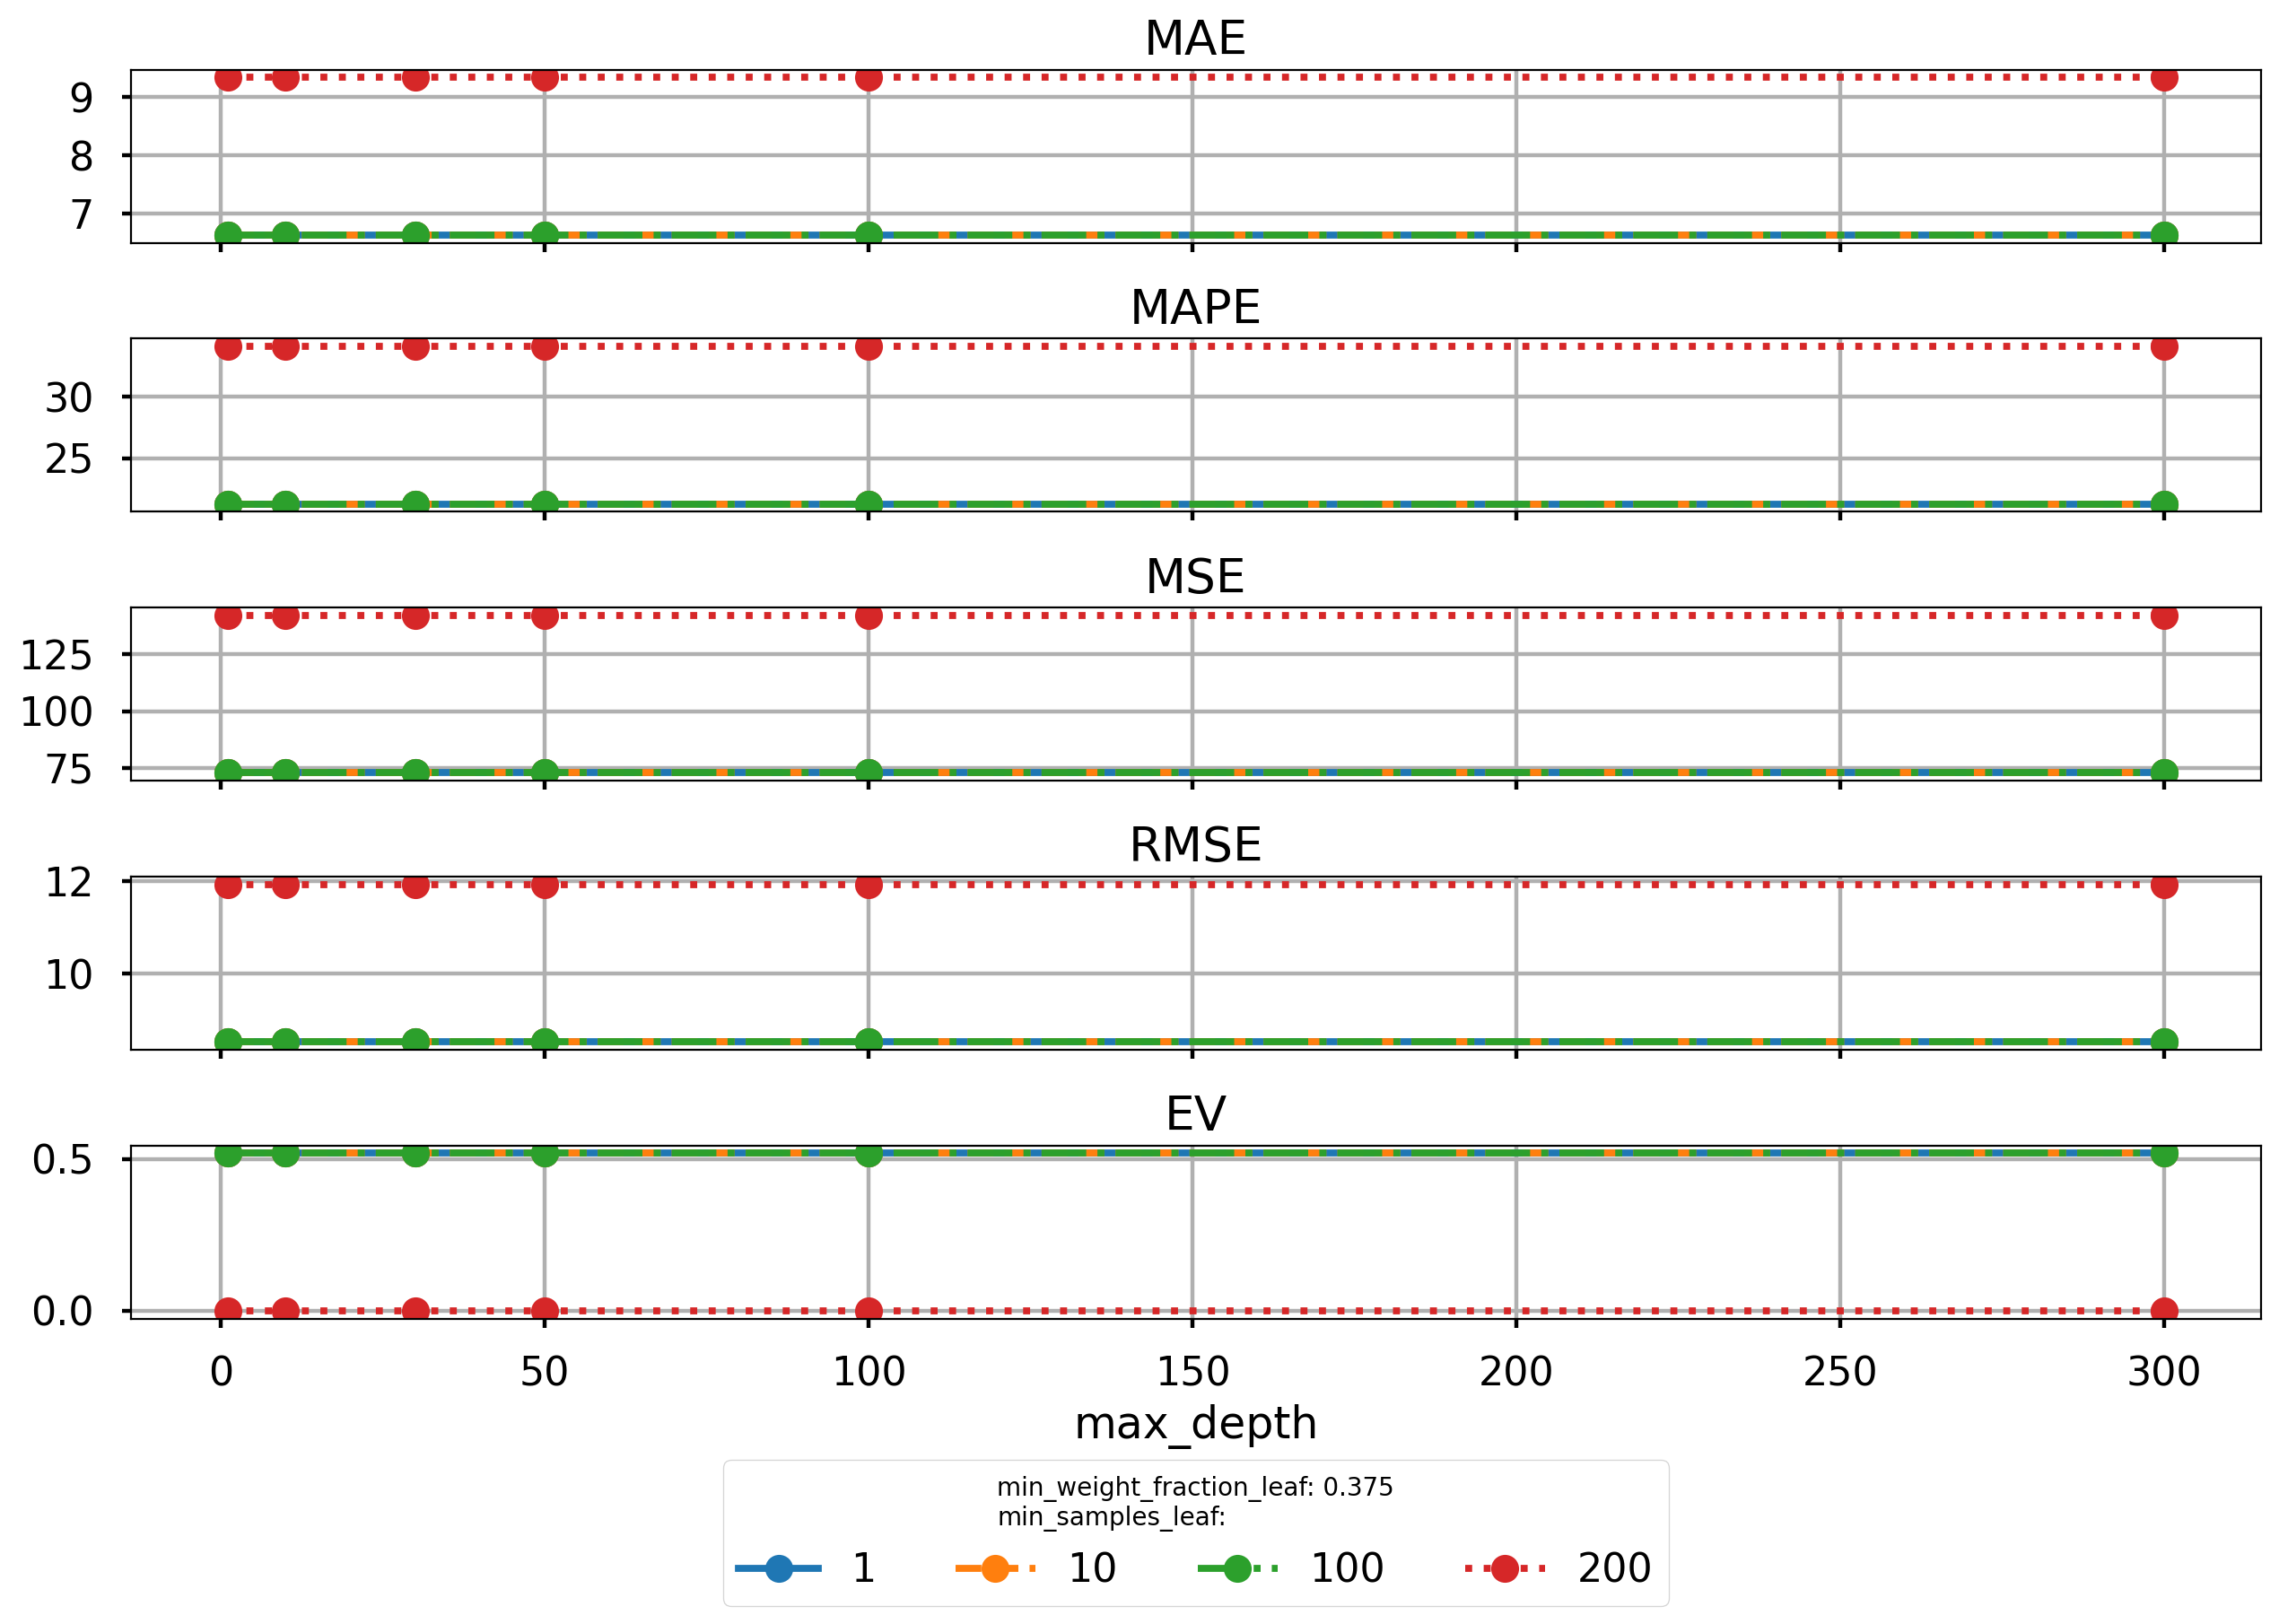 MAE
9
8
7
MAPE
30
25
MSE
125
100
75
RMSE
12
10
EV
0.5
0.0
0 50 100 150 200 250 300
max_depth
min_weight_fraction_leaf: 0.375
min_samples_leaf:
1 10 100 200